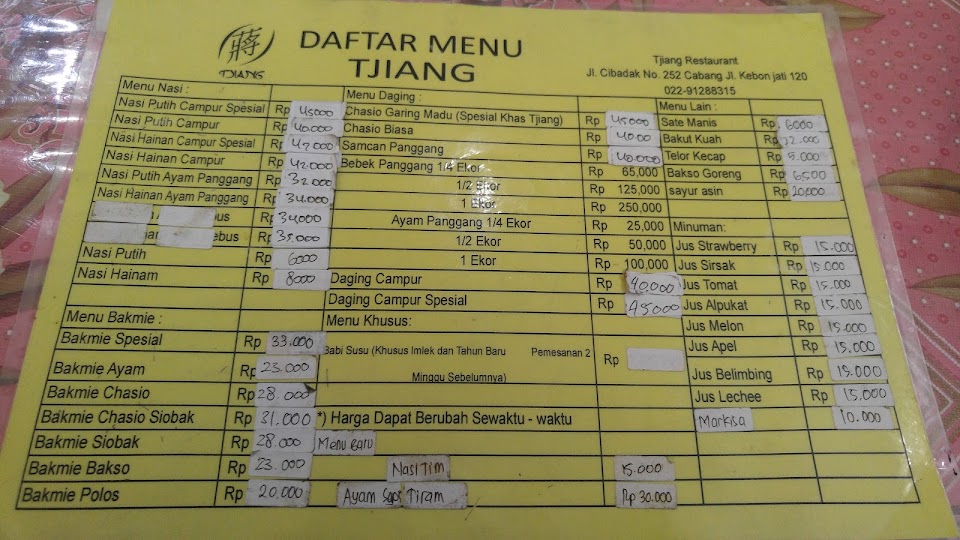 TJIANG
DAFTAR MENU
TJIANG
Tjiang Restaurant
Jl. Cibadak No. 252 Cabang Jl. Kebon jati 120
022-91288315
Menu Nasi :
Nasi Putih Campur Spesial Rp 45000
Nasi Putih Campur Rp 40.000
Nasi Hainan Campur Spesial Rp 47000
Nasi Hainan Campur Rp 42000
Nasi Putih Ayam Panggang Rp 32.000
Nasi Hainan Ayam Panggang Rp 34.000
Rp 34000
Rp 35.000
Nasi Putih Rp 6000
Nasi Hainam Rp 8000
Menu Bakmie :
Bakmie Spesial Rp 33.000
Bakmie Ayam Rp 23.000
Bakmie Chasio Rp 28.000
Bakmie Chasio Siobak Rp 31.000
Bakmie Siobak Rp 28.000
Bakmie Bakso Rp 23.000
Bakmie Polos Rp 20.000
Menu Daging :
Chasio Garing Madu (Spesial Khas Tjiang) Rp 45000
Chasio Biasa Rp
Samcan Panggang Rp 40.000
Bebek Panggang 1/4 Ekor Rp 65,000
1/2 Ekor Rp 125,000
1 Ekor Rp 250,000
Ayam Panggang 1/4 Ekor Rp 25,000
1/2 Ekor Rp 50,000
1 Ekor Rp 100,000
Daging Campur Rp 40.000
Daging Campur Spesial Rp 45000
Menu Khusus:
Babi Susu (Khusus Imlek dan Tahun Baru Pemesanan 2 Rp
Minggu Sebelumnya)
*) Harga Dapat Berubah Sewaktu - waktu
Menu Baru
Nasi Tim 15.000
Ayam Saos Tiram Rp 30.000
Menu Lain :
Sate Manis Rp 6000
Bakut Kuah Rp
Telor Kecap Rp 5.000
Bakso Goreng Rp 6500
sayur asin Rp 20000
Minuman:
Jus Strawberry Rp 15.000
Jus Sirsak Rp 15.000
Jus Tomat Rp 15.000
Jus Alpukat Rp 15.000
Jus Melon Rp 15.000
Jus Apel Rp 15.000
Jus Belimbing Rp 15.000
Jus Lechee Rp 15.000
Markisa 10.000